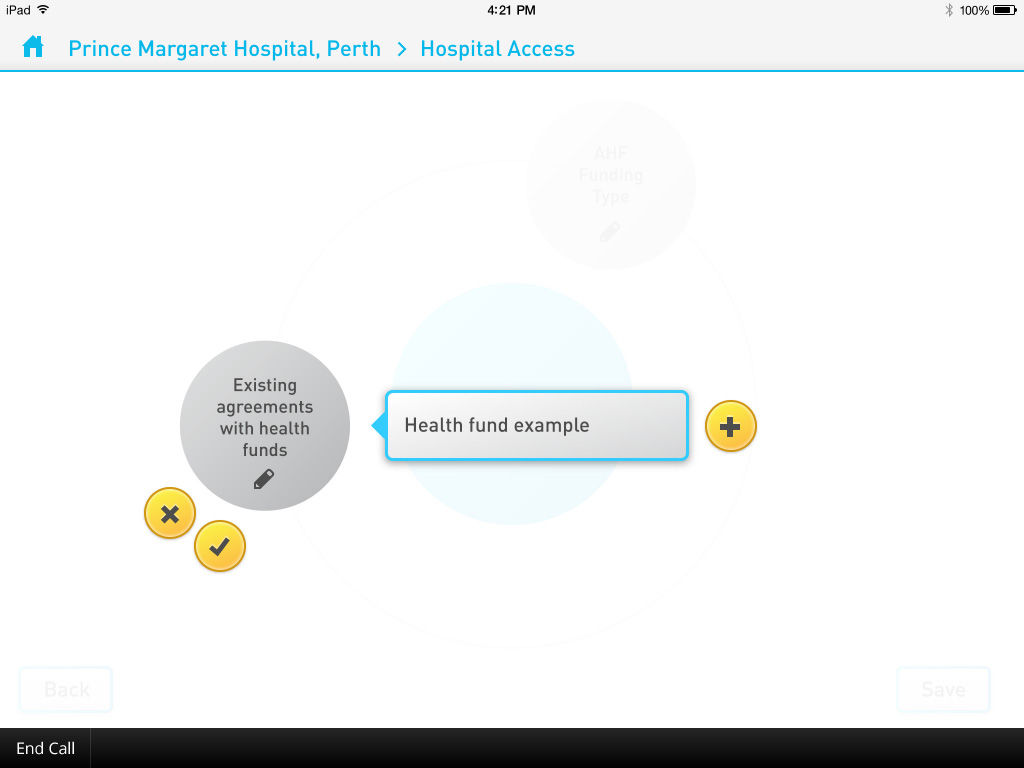 iPad 4:21 PM 100%
Prince Margaret Hospital, Perth > Hospital Access
AHF
Funding
Type
Existing
agreements
with health
funds
Health fund example
Back Save
End Call